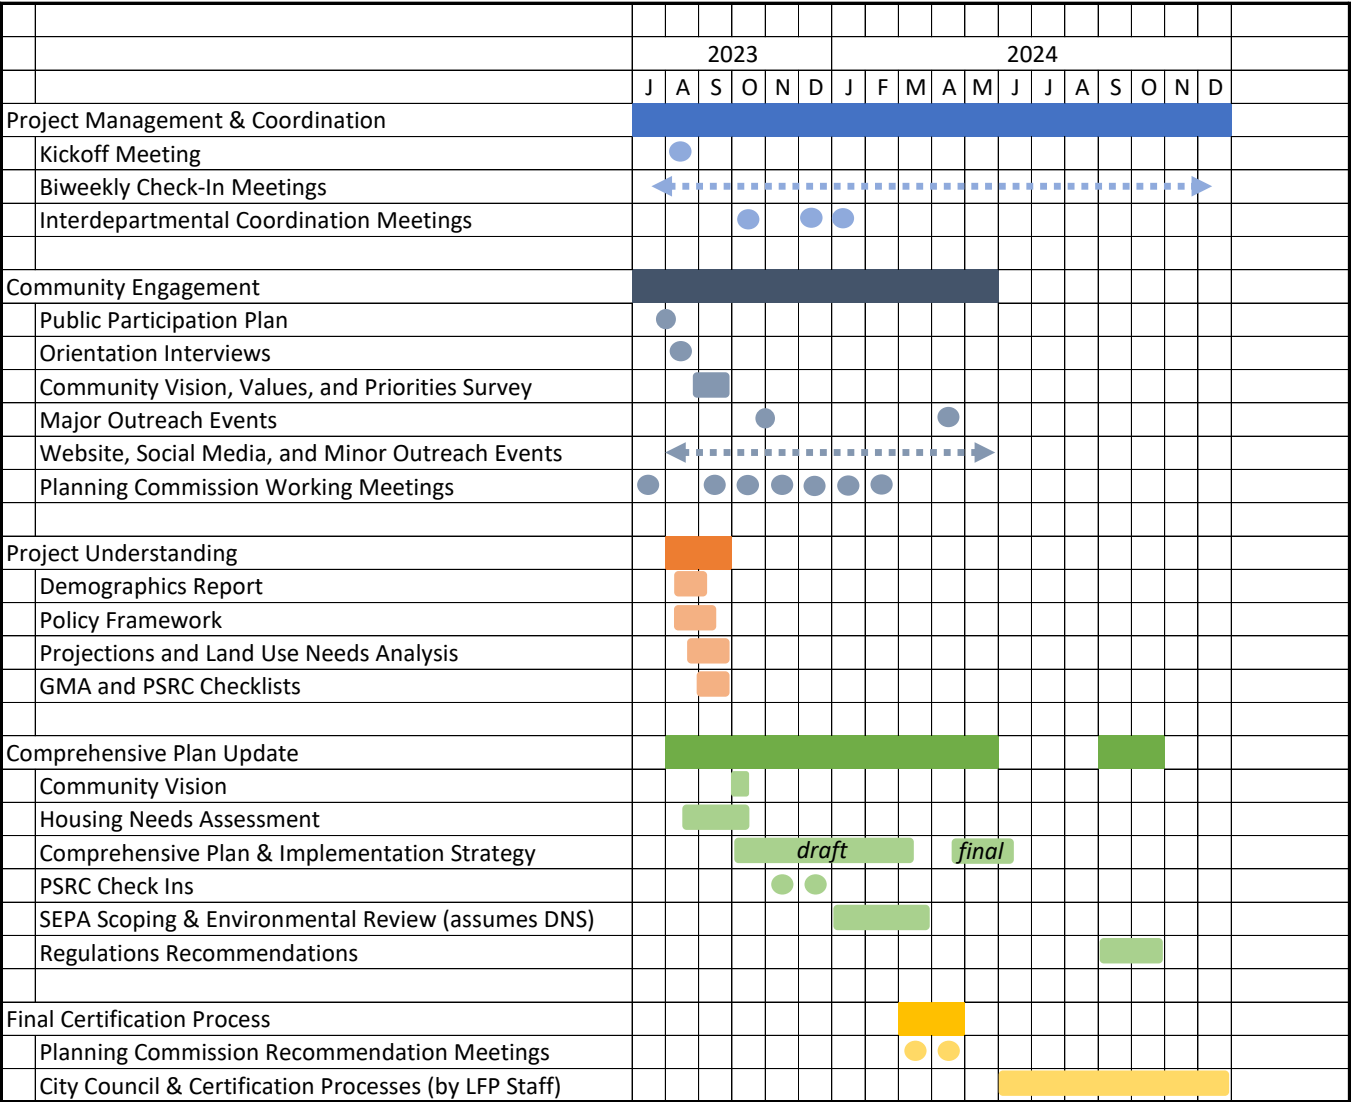 2023 2024
J A S O N D J F M A M J J A S O N D
Project Management & Coordination
Kickoff Meeting
Biweekly Check-In Meetings
Interdepartmental Coordination Meetings
Community Engagement
Public Participation Plan
Orientation Interviews
Community Vision, Values, and Priorities Survey
Major Outreach Events
Website, Social Media, and Minor Outreach Events
Planning Commission Working Meetings
Project Understanding
Demographics Report
Policy Framework
Projections and Land Use Needs Analysis
GMA and PSRC Checklists
Comprehensive Plan Update
Community Vision
Housing Needs Assessment
Comprehensive Plan & Implementation Strategy draft final
PSRC Check Ins
SEPA Scoping & Environmental Review (assumes DNS)
Regulations Recommendations
Final Certification Process
Planning Commission Recommendation Meetings
City Council & Certification Processes (by LFP Staff)